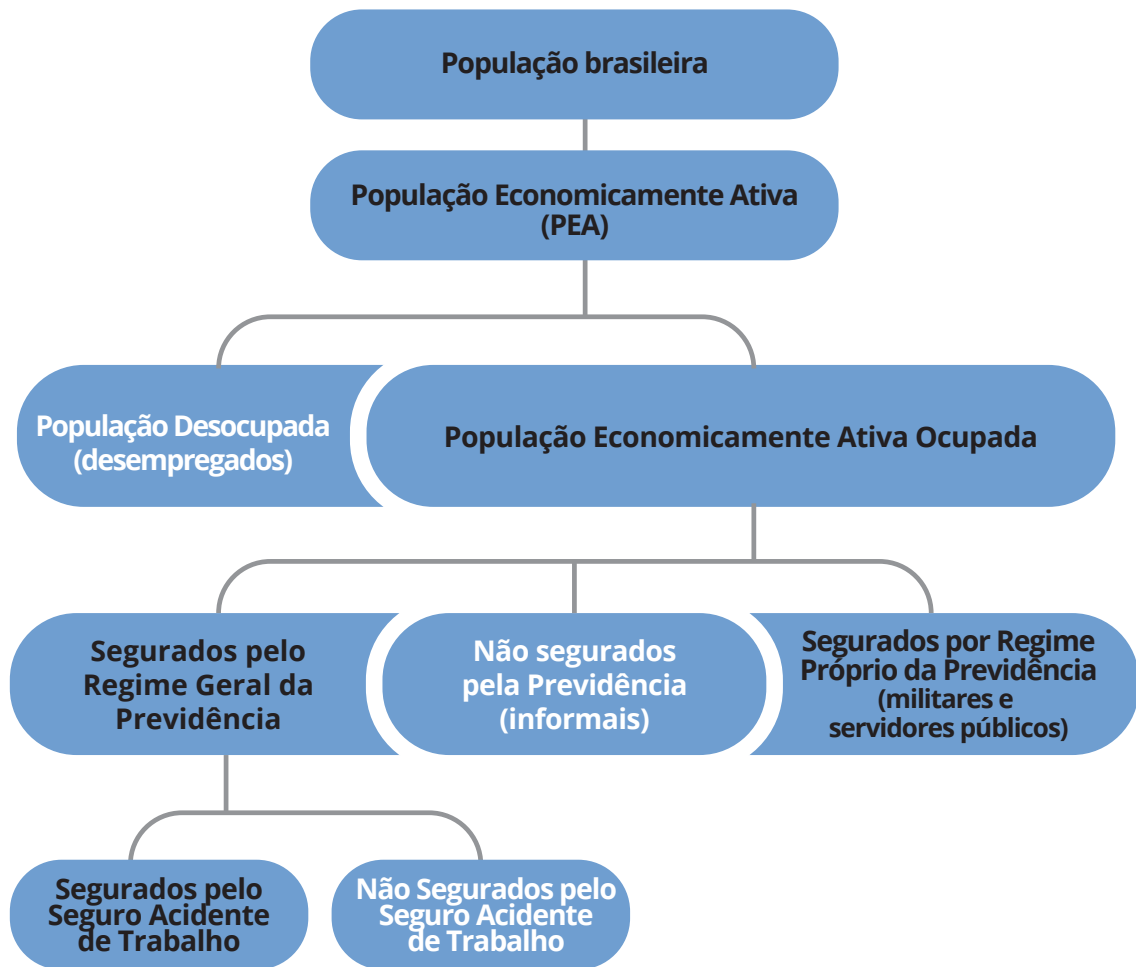 População brasileira
População Economicamente Ativa
(PEA)
População Desocupada
(desempregados)
População Economicamente Ativa Ocupada
Segurados pelo
Regime Geral da
Previdência
Não segurados
pela Previdência
(informais)
Segurados por Regime
Próprio da Previdência
(militares e
servidores públicos)
Segurados pelo
Seguro Acidente
de Trabalho
Não Segurados pelo
Seguro Acidente
de Trabalho